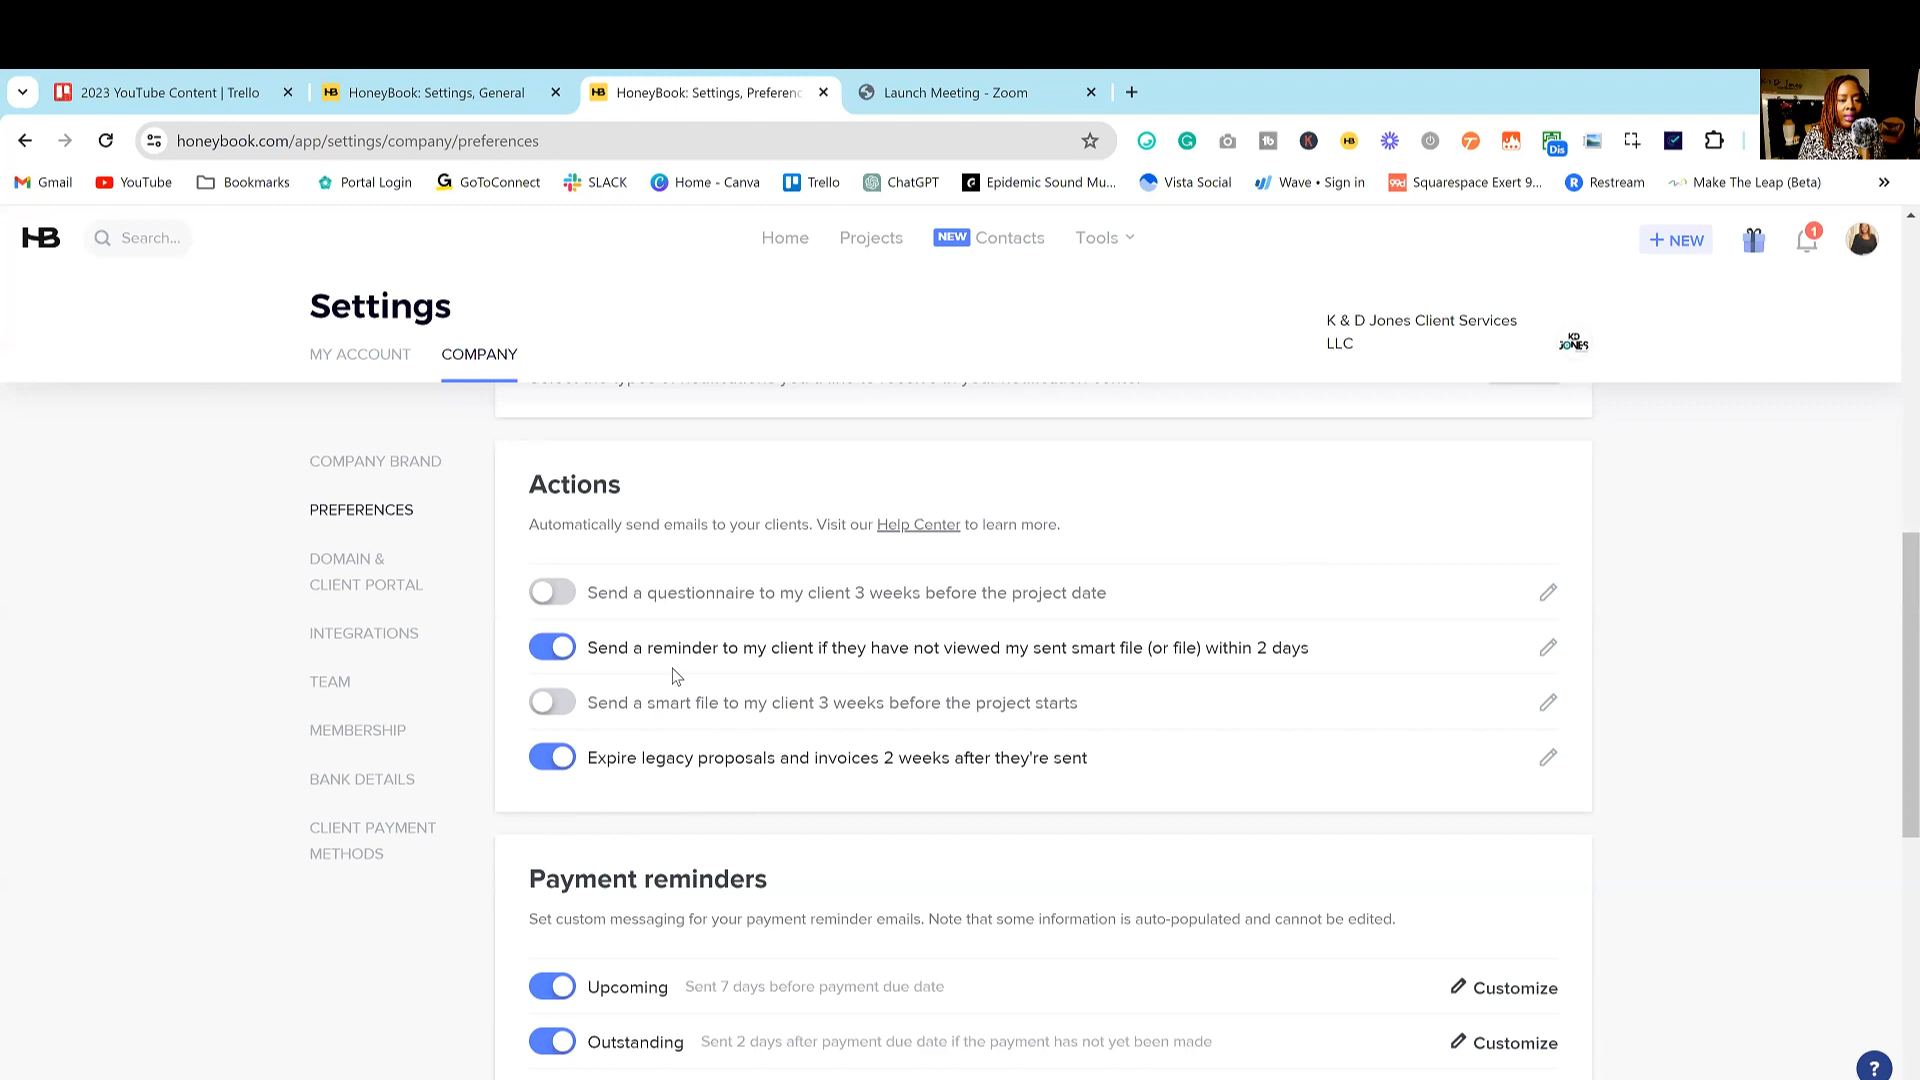 2023 YouTube Content | Trello
HoneyBook: Settings, General
HoneyBook: Settings, Preferenc
Launch Meeting - Zoom
honeybook.com/app/settings/company/preferences
Gmail
YouTube
Bookmarks
Portal Login
GoToConnect
SLACK
Home - Canva
Trello
ChatGPT
Epidemic Sound Mu...
Vista Social
Wave • Sign in
Squarespace Exert 9...
Restream
Make The Leap (Beta)
HB
Search...
Home
Projects
NEW Contacts
Tools
+ NEW
1
Settings
K & D Jones Client Services
LLC
KD
JONES
MY ACCOUNT
COMPANY
COMPANY BRAND
PREFERENCES
DOMAIN &
CLIENT PORTAL
INTEGRATIONS
TEAM
MEMBERSHIP
BANK DETAILS
CLIENT PAYMENT
METHODS
Actions
Automatically send emails to your clients. Visit our Help Center to learn more.
Send a questionnaire to my client 3 weeks before the project date
Send a reminder to my client if they have not viewed my sent smart file (or file) within 2 days
Send a smart file to my client 3 weeks before the project starts
Expire legacy proposals and invoices 2 weeks after they're sent
Payment reminders
Set custom messaging for your payment reminder emails. Note that some information is auto-populated and cannot be edited.
Upcoming Sent 7 days before payment due date Customize
Outstanding Sent 2 days after payment due date if the payment has not yet been made Customize
?